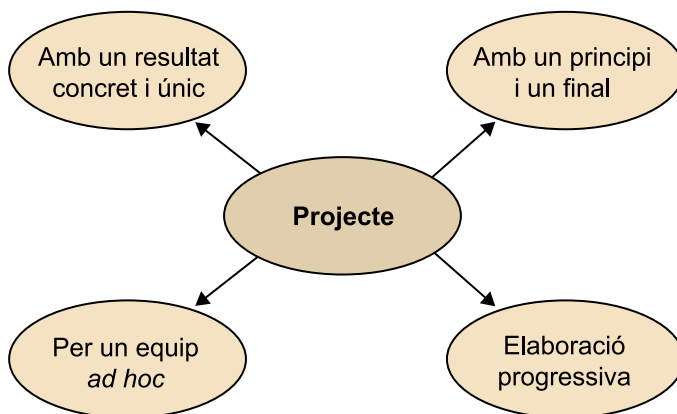 Amb un resultat
concret i únic
Amb un principi
i un final
Projecte
Per un equip
ad hoc
Elaboració
progressiva